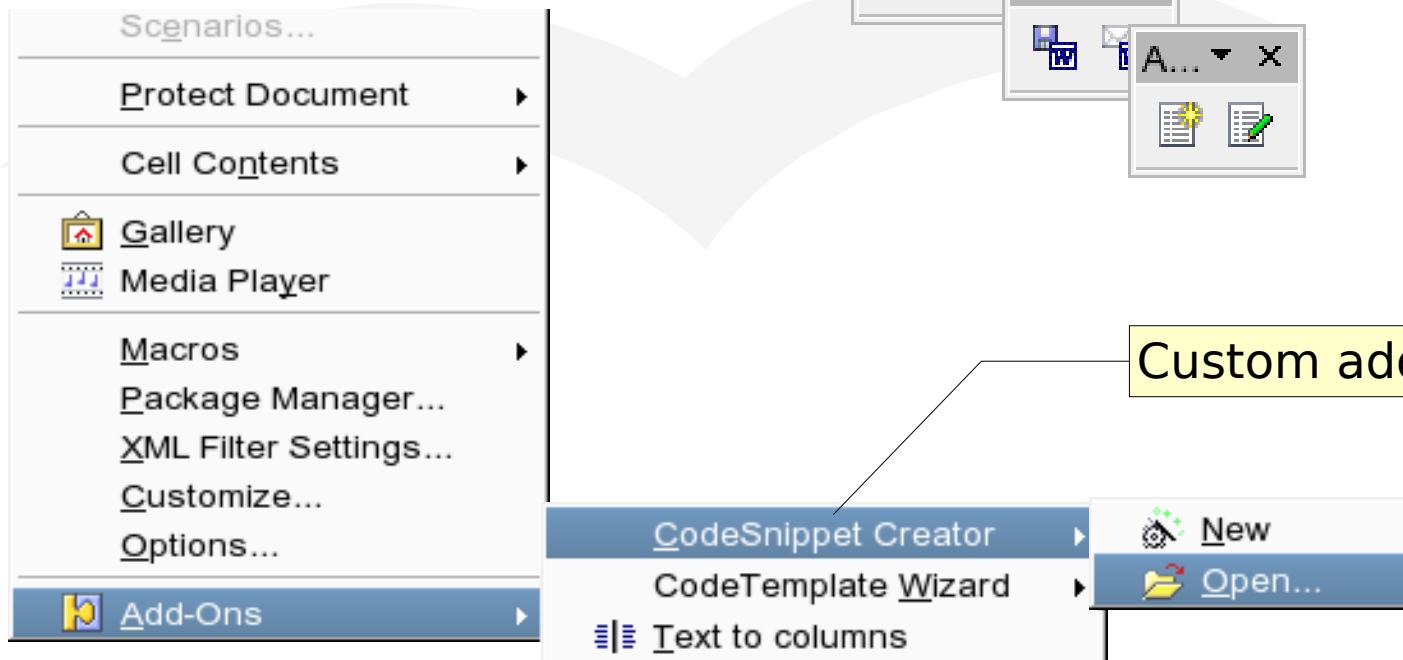 Scenarios...
Protect Document
Cell Contents
Gallery
Media Player
Macros
Package Manager...
XML Filter Settings...
Customize...
Options...
Add-Ons
CodeSnippet Creator
CodeTemplate Wizard
Text to columns
New
Open...
A...
Custom